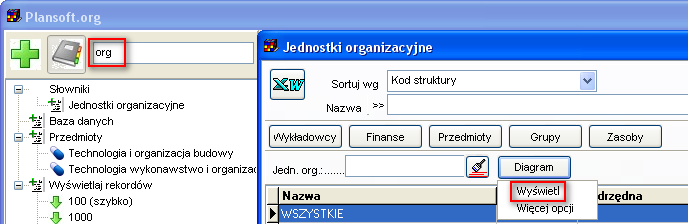 Plansoft.org
org
Słowniki
Jednostki organizacyjne
Baza danych
Przedmioty
Technologia i organizacja budowy
Technologia wykonawstwo i organizac
Wyświetlaj rekordów
100 (szybko)
1000
Jednostki organizacyjne
XW
Sortuj wg Kod struktury
Nazwa >>
Wykładowcy Finanse Przedmioty Grupy Zasoby
Jedn. org.:...... Diagram
Wyświetl
Więcej opcji
Nazwa drzędna
WSZYSTKIE